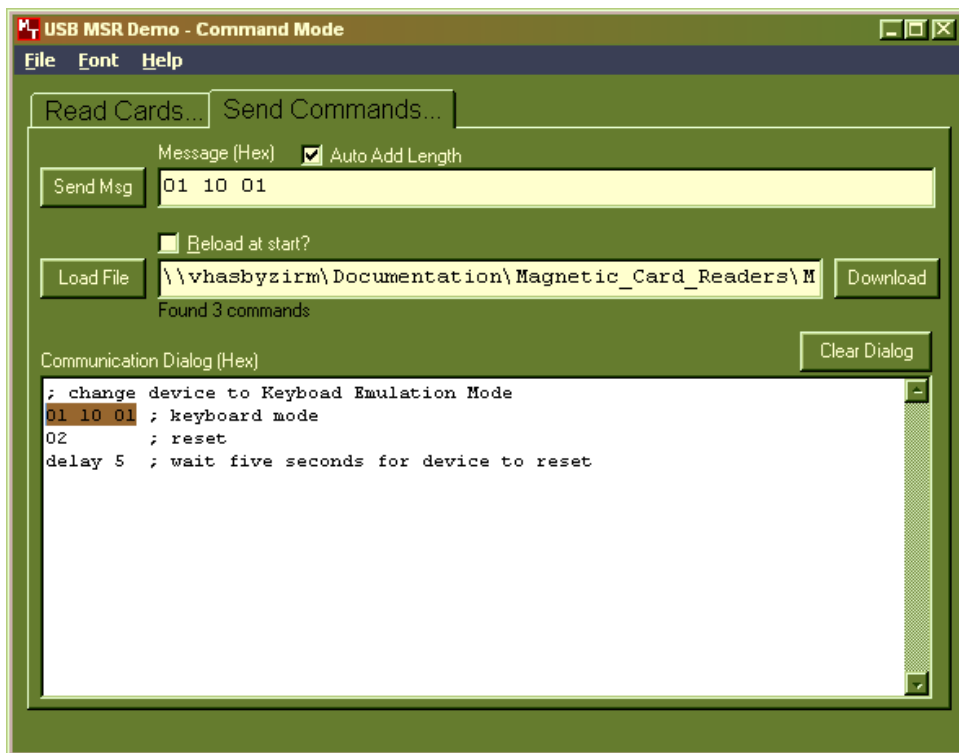 MT USB MSR Demo - Command Mode
File Font Help
Read Cards... Send Commands...
Message (Hex) Auto Add Length
Send Msg 01 10 01
Reload at start?
Load File \\vhasbyzirm\Documentation\Magnetic_Card_Readers\M Download
Found 3 commands
Clear Dialog
Communication Dialog (Hex)
; change device to Keyboad Emulation Mode
01 10 01 ; keyboard mode
02 ; reset
delay 5 ; wait five seconds for device to reset